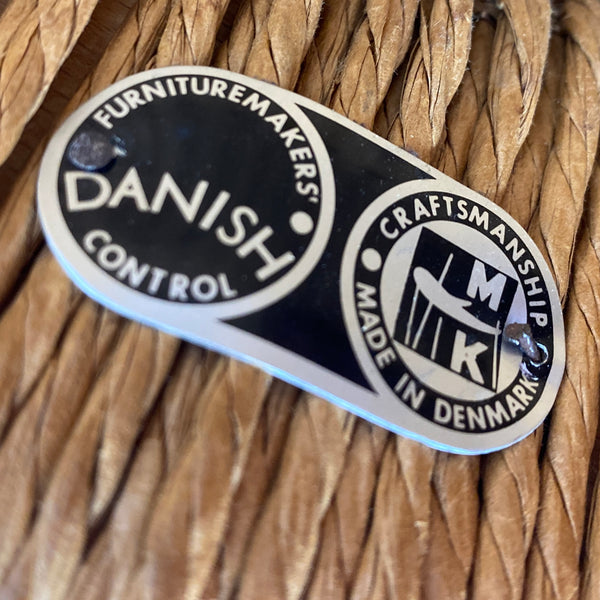 FURNITUREMAKERS'
DANISH
CONTROL
CRAFTSMANSHIP
M
K
MADE IN DENMARK